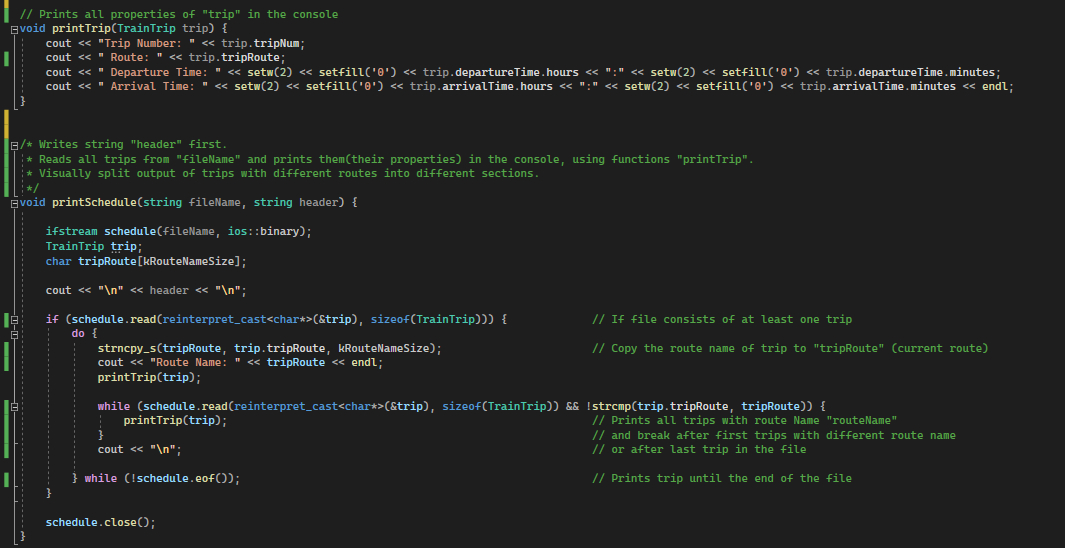 // Prints all properties of "trip" in the console
void printTrip(TrainTrip trip) {
    cout << "Trip Number: " << trip.tripNum;
    cout << " Route: " << trip.tripRoute;
    cout << " Departure Time: " << setw(2) << setfill('0') << trip.departureTime.hours << ":" << setw(2) << setfill('0') << trip.departureTime.minutes;
    cout << " Arrival Time: " << setw(2) << setfill('0') << trip.arrivalTime.hours << ":" << setw(2) << setfill('0') << trip.arrivalTime.minutes << endl;
}
/* Writes string "header" first.
 * Reads all trips from "fileName" and prints them(their properties) in the console, using functions "printTrip".
 * Visually split output of trips with different routes into different sections.
 */
void printSchedule(string fileName, string header) {
    ifstream schedule(fileName, ios::binary);
    TrainTrip trip;
    char tripRoute[kRouteNameSize];
    cout << "\n" << header << "\n";
    if (schedule.read(reinterpret_cast<char*>(&trip), sizeof(TrainTrip))) {             // If file consists of at least one trip
        do {
            strncpy_s(tripRoute, trip.tripRoute, kRouteNameSize);                       // Copy the route name of trip to "tripRoute" (current route)
            cout << "Route Name: " << tripRoute << endl;
            printTrip(trip);
            while (schedule.read(reinterpret_cast<char*>(&trip), sizeof(TrainTrip)) && !strcmp(trip.tripRoute, tripRoute)) {
                printTrip(trip);                                                        // Prints all trips with route Name "routeName"
            }                                                                           // and break after first trips with different route name
            cout << "\n";                                                               // or after last trip in the file
        } while (!schedule.eof());                                                      // Prints trip until the end of the file
    }
    schedule.close();
}